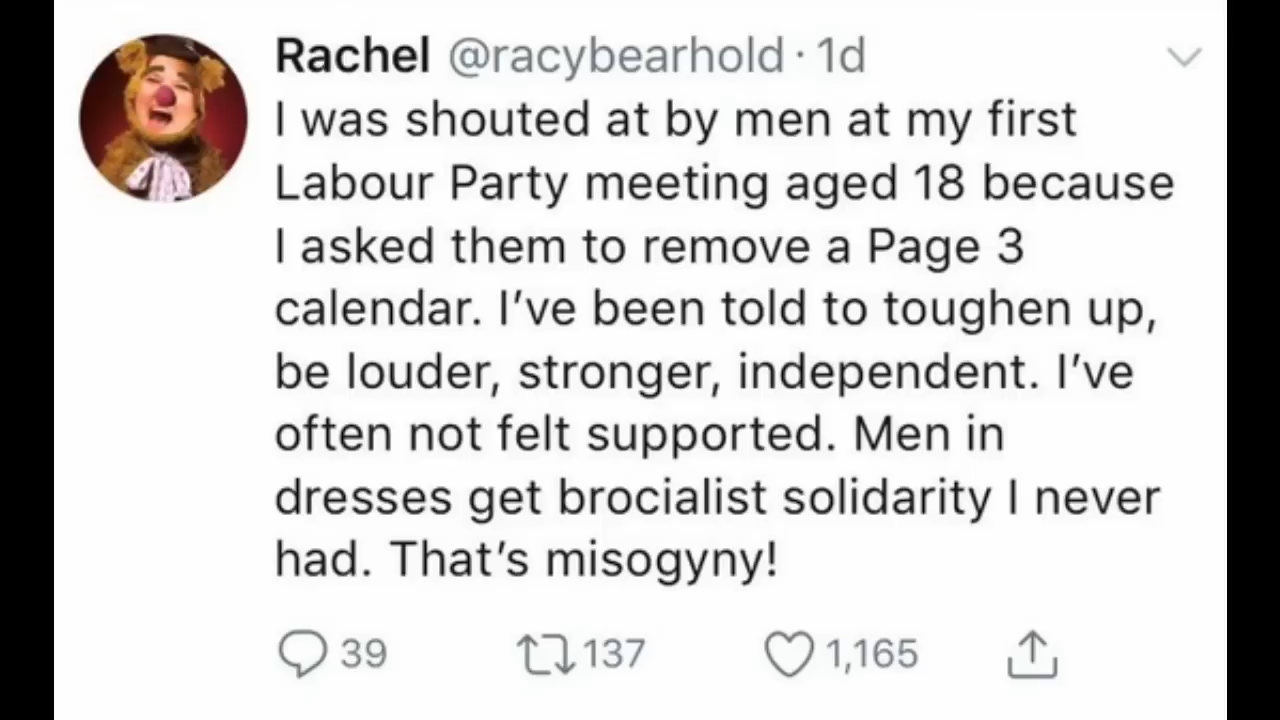 Rachel @racybearhold · 1d
I was shouted at by men at my first
Labour Party meeting aged 18 because
I asked them to remove a Page 3
calendar. I’ve been told to toughen up,
be louder, stronger, independent. I’ve
often not felt supported. Men in
dresses get brocialist solidarity I never
had. That’s misogyny!
39 137 1,165